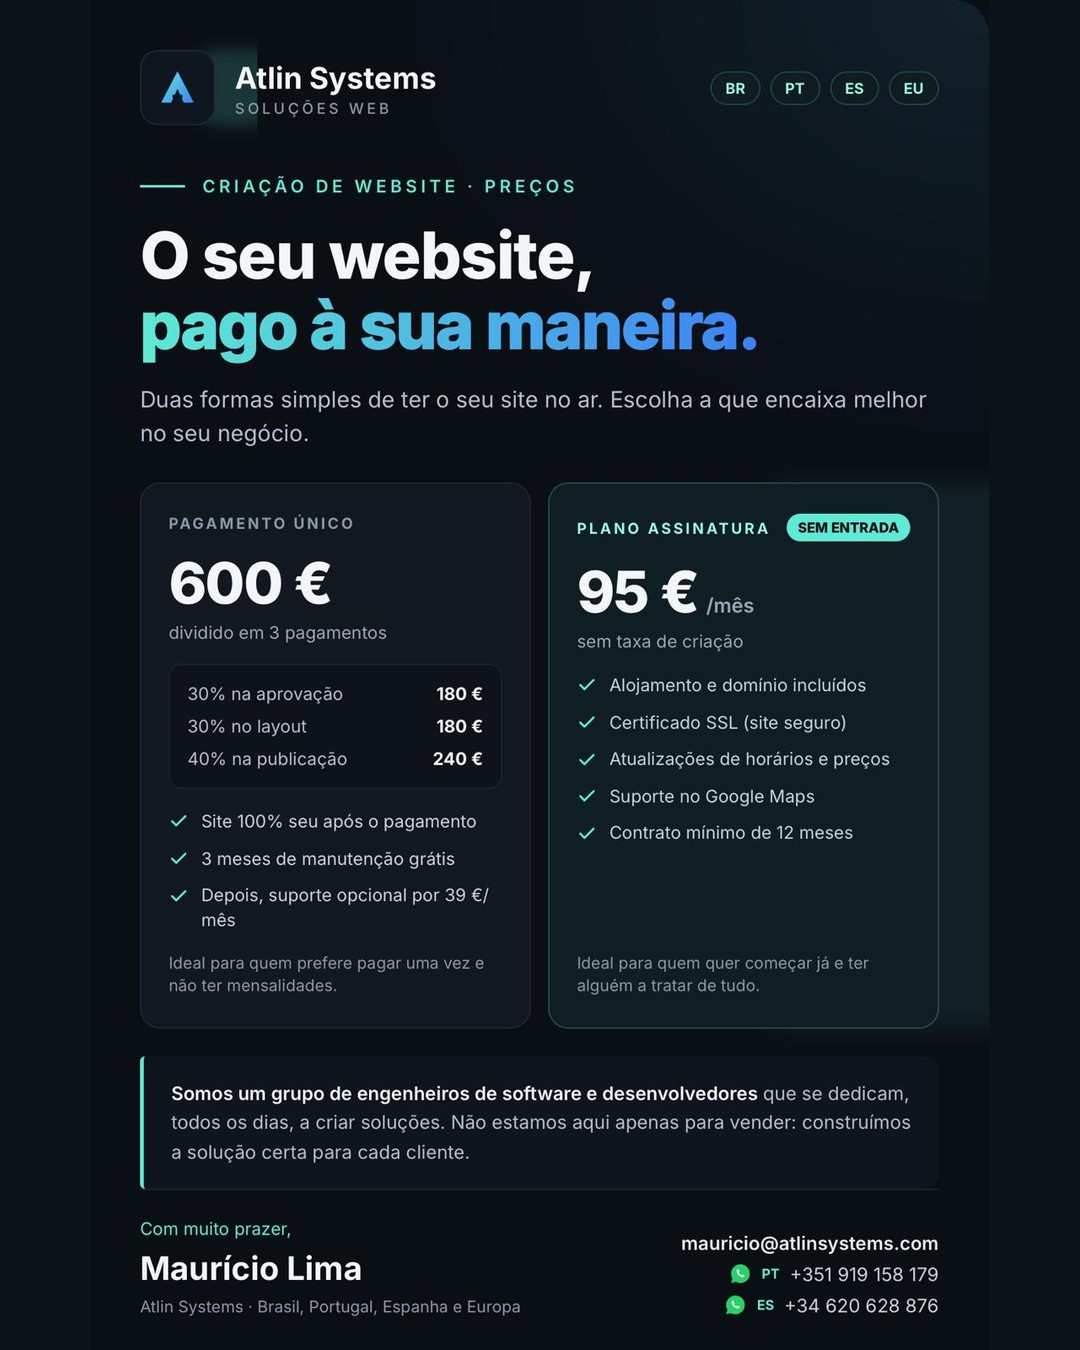 Atlin Systems
SOLUÇÕES WEB
BR PT ES EU
CRIAÇÃO DE WEBSITE · PREÇOS
O seu website,
pago à sua maneira.
Duas formas simples de ter o seu site no ar. Escolha a que encaixa melhor
no seu negócio.
PAGAMENTO ÚNICO
600 €
dividido em 3 pagamentos
30% na aprovação 180 €
30% no layout 180 €
40% na publicação 240 €
Site 100% seu após o pagamento
3 meses de manutenção grátis
Depois, suporte opcional por 39 €/
mês
Ideal para quem prefere pagar uma vez e
não ter mensalidades.
PLANO ASSINATURA SEM ENTRADA
95 € /mês
sem taxa de criação
Alojamento e domínio incluídos
Certificado SSL (site seguro)
Atualizações de horários e preços
Suporte no Google Maps
Contrato mínimo de 12 meses
Ideal para quem quer começar já e ter
alguém a tratar de tudo.
Somos um grupo de engenheiros de software e desenvolvedores que se dedicam,
todos os dias, a criar soluções. Não estamos aqui apenas para vender: construímos
a solução certa para cada cliente.
Com muito prazer,
Maurício Lima
Atlin Systems · Brasil, Portugal, Espanha e Europa
mauricio@atlinsystems.com
PT +351 919 158 179
ES +34 620 628 876